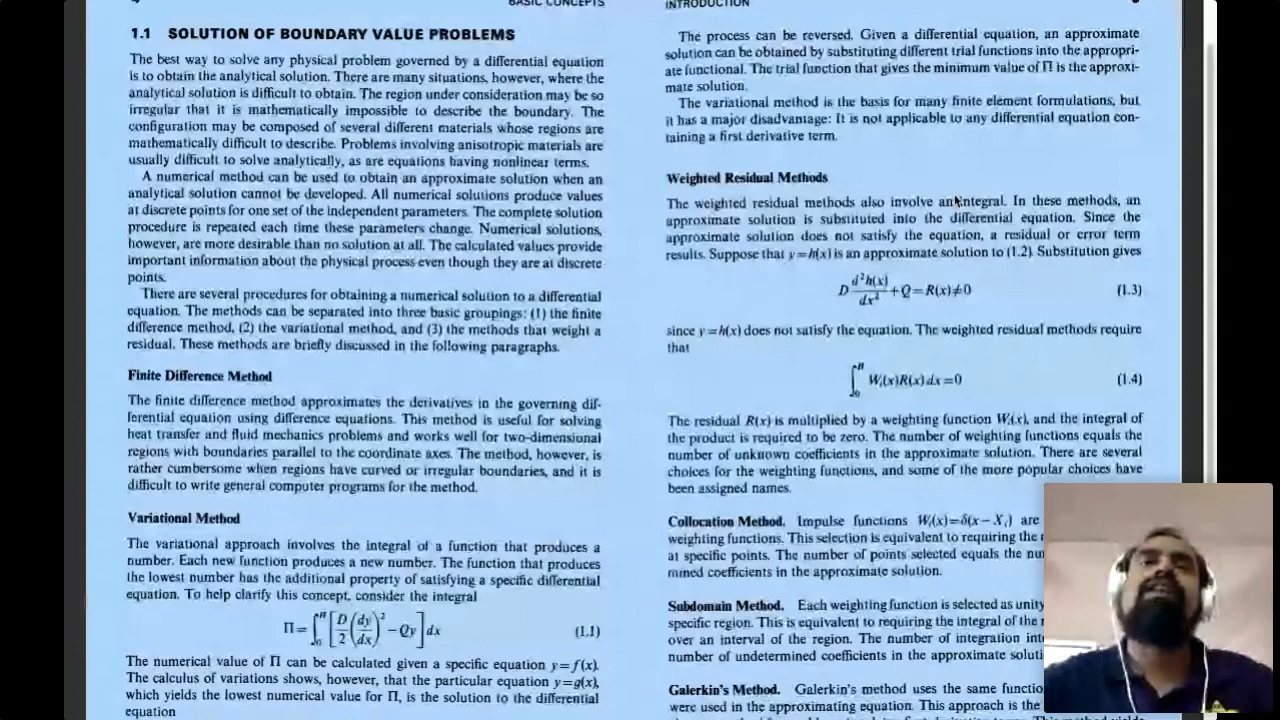 BASIC CONCEPTS
1.1 SOLUTION OF BOUNDARY VALUE PROBLEMS
The best way to solve any physical problem governed by a differential equation
is to obtain the analytical solution. There are many situations, however, where the
analytical solution is difficult to obtain. The region under consideration may be so
irregular that it is mathematically impossible to describe the boundary. The
configuration may be composed of several different materials whose regions are
mathematically difficult to describe. Problems involving anisotropic materials are
usually difficult to solve analytically, as are equations having nonlinear terms.
A numerical method can be used to obtain an approximate solution when an
analytical solution cannot be developed. All numerical solutions produce values
at discrete points for one set of the independent parameters. The complete solution
procedure is repeated each time these parameters change. Numerical solutions,
however, are more desirable than no solution at all. The calculated values provide
important information about the physical process even though they are at discrete
points.
There are several procedures for obtaining a numerical solution to a differential
equation. The methods can be separated into three basic groupings: (1) the finite
difference method, (2) the variational method, and (3) the methods that weight a
residual. These methods are briefly discussed in the following paragraphs.
Finite Difference Method
The finite difference method approximates the derivatives in the governing dif-
ferential equation using difference equations. This method is useful for solving
heat transfer and fluid mechanics problems and works well for two-dimensional
regions with boundaries parallel to the coordinate axes. The method, however, is
rather cumbersome when regions have curved or irregular boundaries, and it is
difficult to write general computer programs for the method.
Variational Method
The variational approach involves the integral of a function that produces a
number. Each new function produces a new number. The function that produces
the lowest number has the additional property of satisfying a specific differential
equation. To help clarify this concept, consider the integral
Π=∫₀ᴴ[D/2(dy/dx)²−Qy]dx (1.1)
The numerical value of Π can be calculated given a specific equation y=f(x).
The calculus of variations shows, however, that the particular equation y=g(x),
which yields the lowest numerical value for Π, is the solution to the differential
equation
INTRODUCTION
The process can be reversed. Given a differential equation, an approximate
solution can be obtained by substituting different trial functions into the appropri-
ate functional. The trial function that gives the minimum value of Π is the approxi-
mate solution.
The variational method is the basis for many finite element formulations, but
it has a major disadvantage: It is not applicable to any differential equation con-
taining a first derivative term.
Weighted Residual Methods
The weighted residual methods also involve an integral. In these methods, an
approximate solution is substituted into the differential equation. Since the
approximate solution does not satisfy the equation, a residual or error term
results. Suppose that y=h(x) is an approximate solution to (1.2). Substitution gives
D d²h(x)/dx²+Q=R(x)≠0 (1.3)
since y=h(x) does not satisfy the equation. The weighted residual methods require
that
∫₀ᴴ Wᵢ(x)R(x)dx=0 (1.4)
The residual R(x) is multiplied by a weighting function Wᵢ(x), and the integral of
the product is required to be zero. The number of weighting functions equals the
number of unknown coefficients in the approximate solution. There are several
choices for the weighting functions, and some of the more popular choices have
been assigned names.
Collocation Method. Impulse functions Wᵢ(x)=δ(x−Xᵢ) are
weighting functions. This selection is equivalent to requiring the
at specific points. The number of points selected equals the
mined coefficients in the approximate solution.
Subdomain Method. Each weighting function is selected as unity
specific region. This is equivalent to requiring the integral of the
over an interval of the region. The number of integration
number of undetermined coefficients in the approximate
Galerkin's Method. Galerkin's method uses the same
were used in the approximating equation. This approach is the